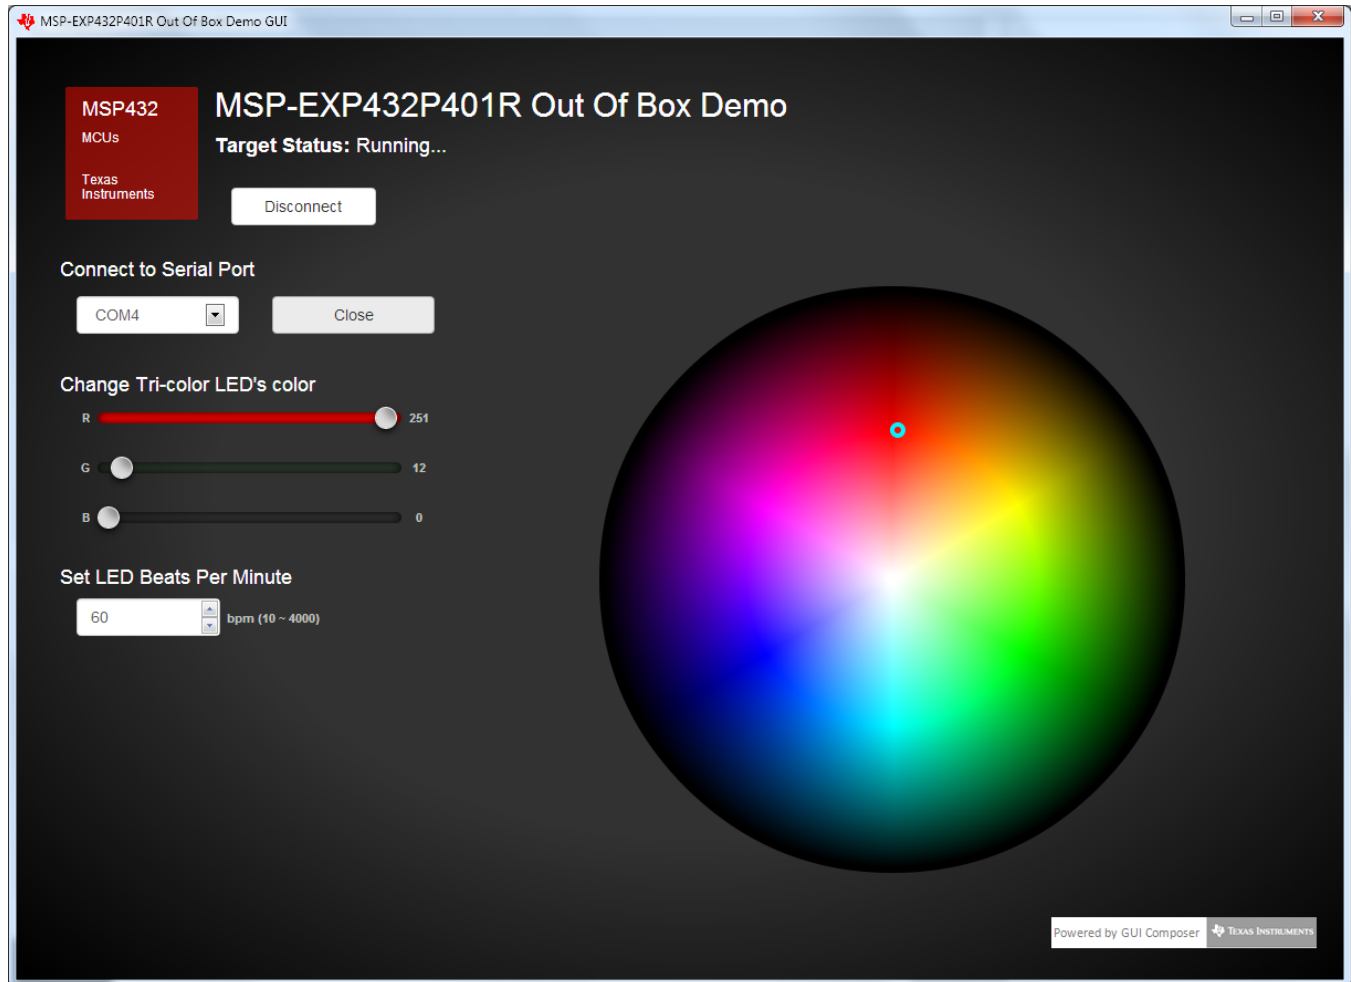 MSP-EXP432P401R Out Of Box Demo GUI
MSP432
MCUs
Texas
Instruments
MSP-EXP432P401R Out Of Box Demo
Target Status: Running...
Disconnect
Connect to Serial Port
COM4
Close
Change Tri-color LED's color
R 251
G 12
B 0
Set LED Beats Per Minute
60
bpm (10 ~ 4000)
Powered by GUI Composer
TEXAS INSTRUMENTS